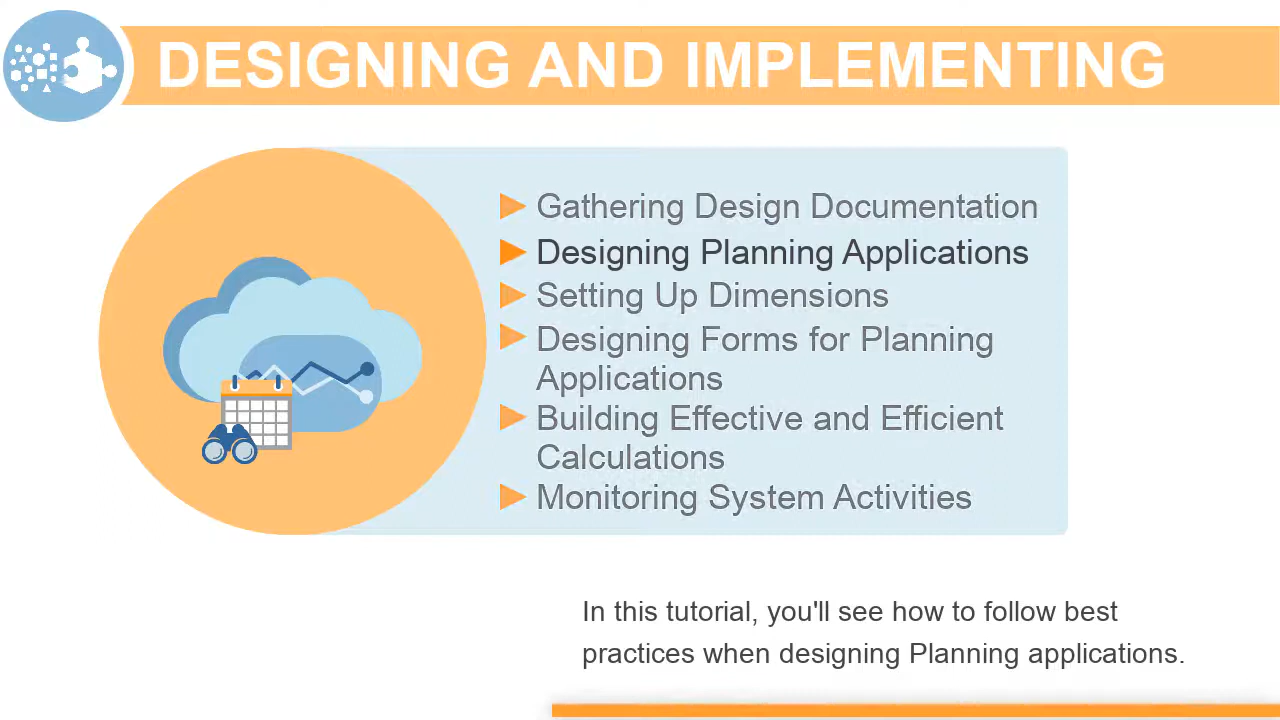 DESIGNING AND IMPLEMENTING
Gathering Design Documentation
Designing Planning Applications
Setting Up Dimensions
Designing Forms for Planning
Applications
Building Effective and Efficient
Calculations
Monitoring System Activities
In this tutorial, you'll see how to follow best
practices when designing Planning applications.